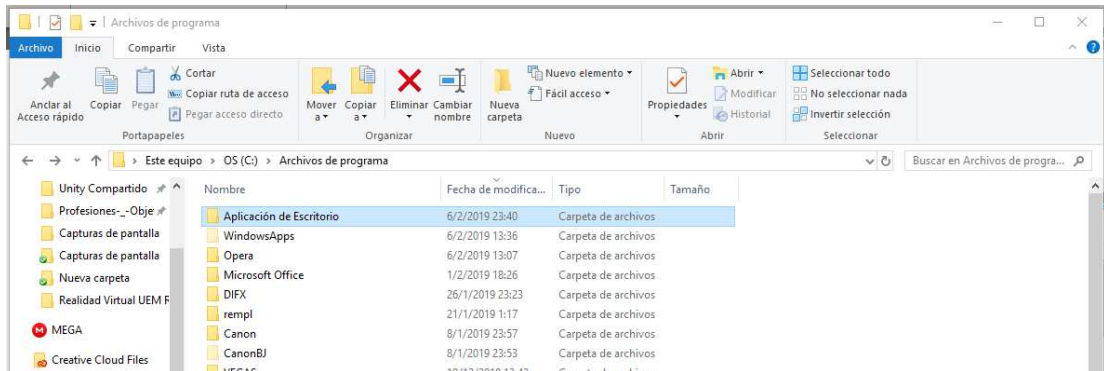 Archivos de programa
Archivo Inicio Compartir Vista
Anclar al Acceso rápido
Copiar
Pegar
Cortar
Copiar ruta de acceso
Pegar acceso directo
Portapapeles
Mover a
Copiar a
Eliminar
Cambiar nombre
Organizar
Nueva carpeta
Nuevo elemento
Fácil acceso
Nuevo
Propiedades
Abrir
Modificar
Historial
Abrir
Seleccionar todo
No seleccionar nada
Invertir selección
Seleccionar
Este equipo > OS (C:) > Archivos de programa
Buscar en Archivos de progra...
Unity Compartido
Profesiones-_-Obje
Capturas de pantalla
Capturas de pantalla
Nueva carpeta
Realidad Virtual UEM R
MEGA
Creative Cloud Files
Nombre Fecha de modifica... Tipo Tamaño
Aplicación de Escritorio 6/2/2019 23:40 Carpeta de archivos
WindowsApps 6/2/2019 13:36 Carpeta de archivos
Opera 6/2/2019 13:07 Carpeta de archivos
Microsoft Office 1/2/2019 18:26 Carpeta de archivos
DIFX 26/1/2019 23:23 Carpeta de archivos
rempl 21/1/2019 1:17 Carpeta de archivos
Canon 8/1/2019 23:57 Carpeta de archivos
CanonBJ 8/1/2019 23:53 Carpeta de archivos